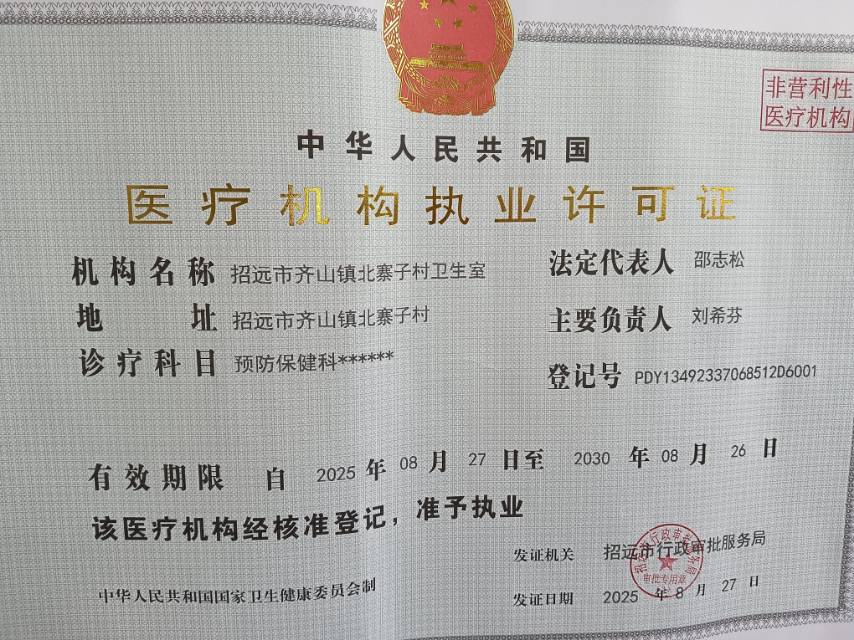 非营利性
医疗机构
中华人民共和国
医疗机构执业许可证
机构名称 招远市齐山镇北寨子村卫生室
法定代表人 邵志松
地址 招远市齐山镇北寨子村
主要负责人 刘希芬
诊疗科目 预防保健科******
登记号 PDY13492337068512D6001
有效期限 自 2025 年 08 月 27 日至 2030 年 08 月 26 日
该医疗机构经核准登记，准予执业
发证机关 招远市行政审批服务局
审批专用章
中华人民共和国国家卫生健康委员会制
发证日期 2025 年 8 月 27 日